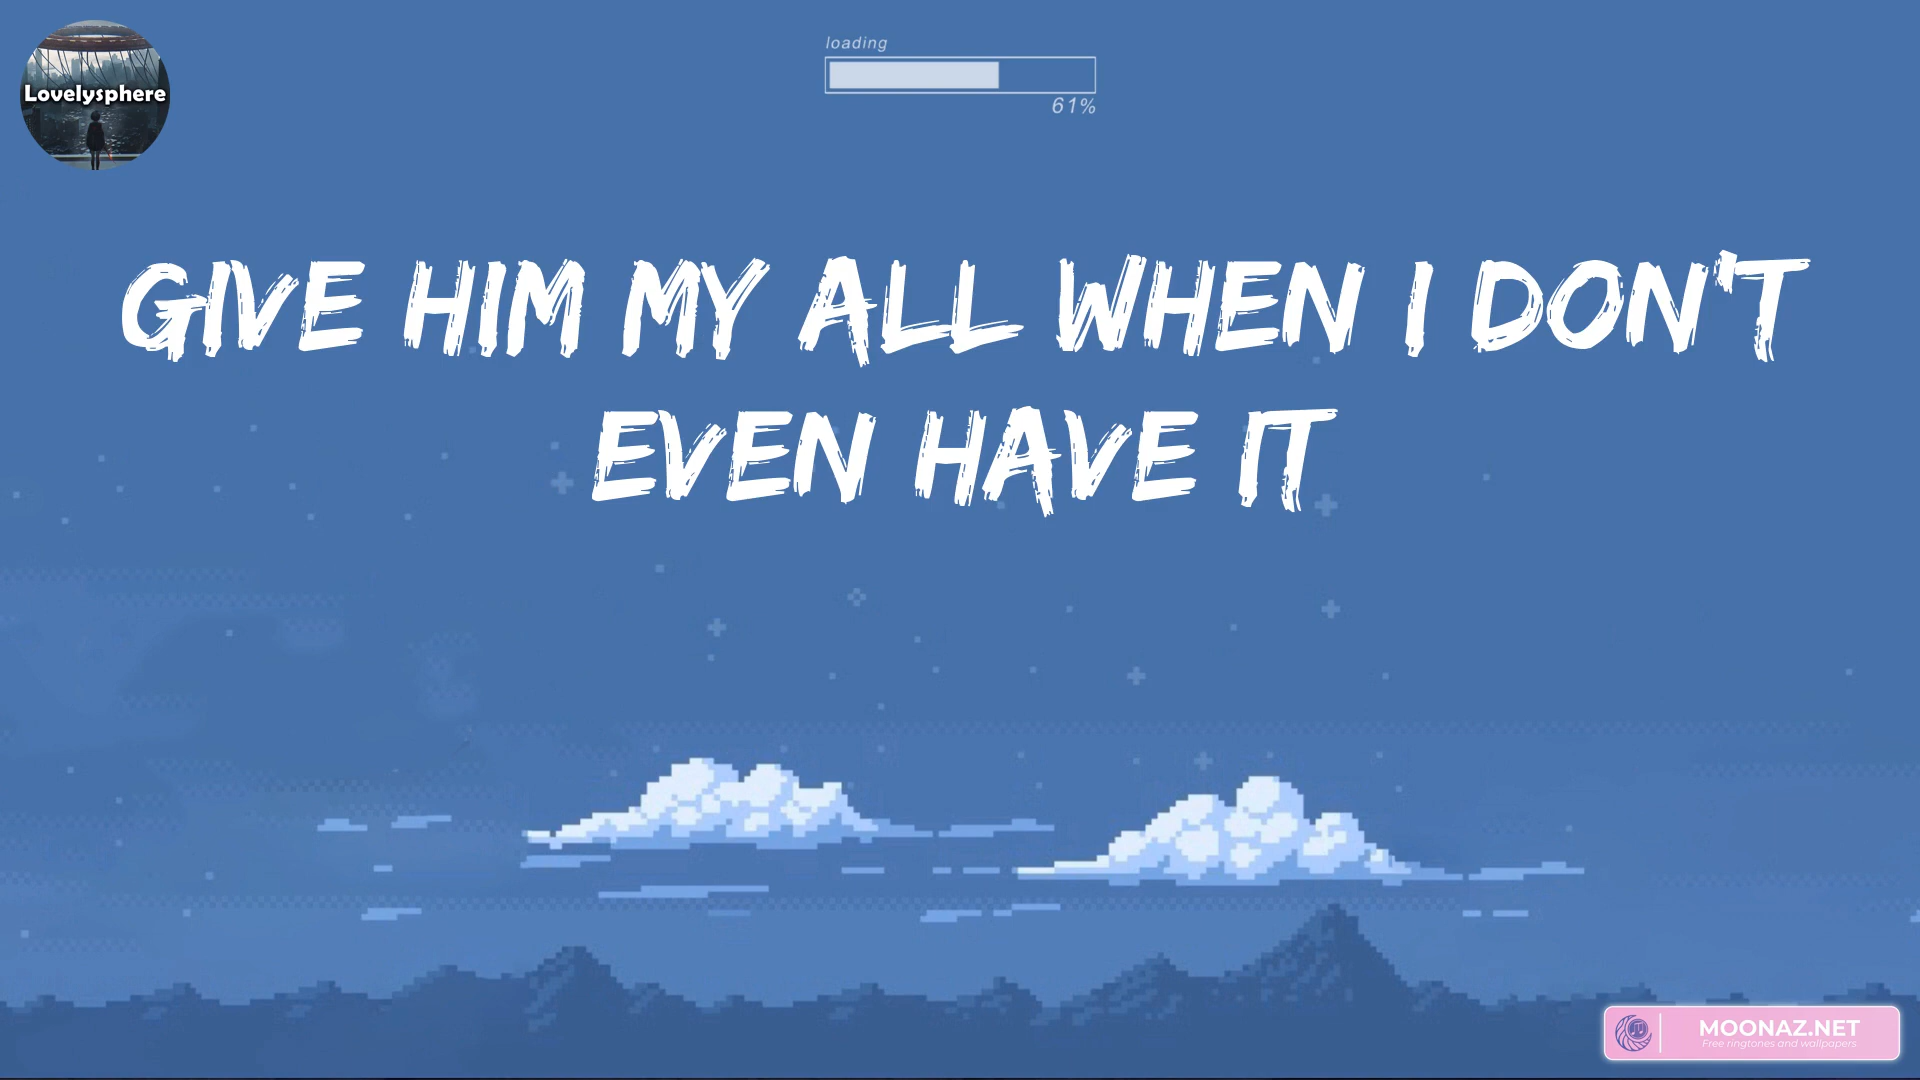 Lovelysphere
loading
61%
GIVE HIM MY ALL WHEN I DON'T
EVEN HAVE IT
MOONAZ.NET
Free ringtones and wallpapers